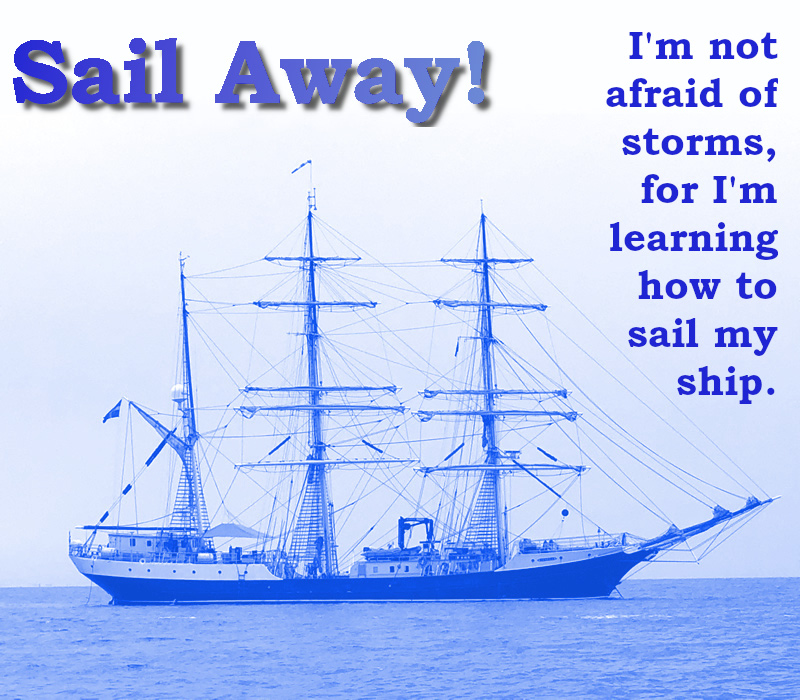 Sail Away!
I'm not
afraid of
storms,
for I'm
learning
how to
sail my
ship.